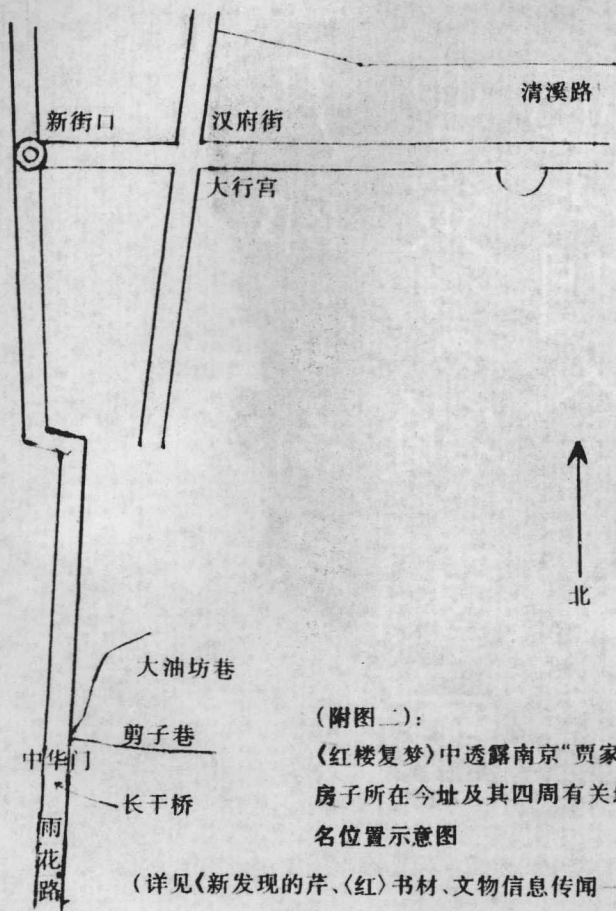 清溪路
新街口
汉府街
大行宫
北
大油坊巷
剪子巷
中华门
长干桥
雨花路
(附图二):
《红楼复梦》中透露南京“贾家
房子所在今址及其四周有关
名位置示意图
(详见《新发现的芹、〈红〉书材、文物信息传闻一